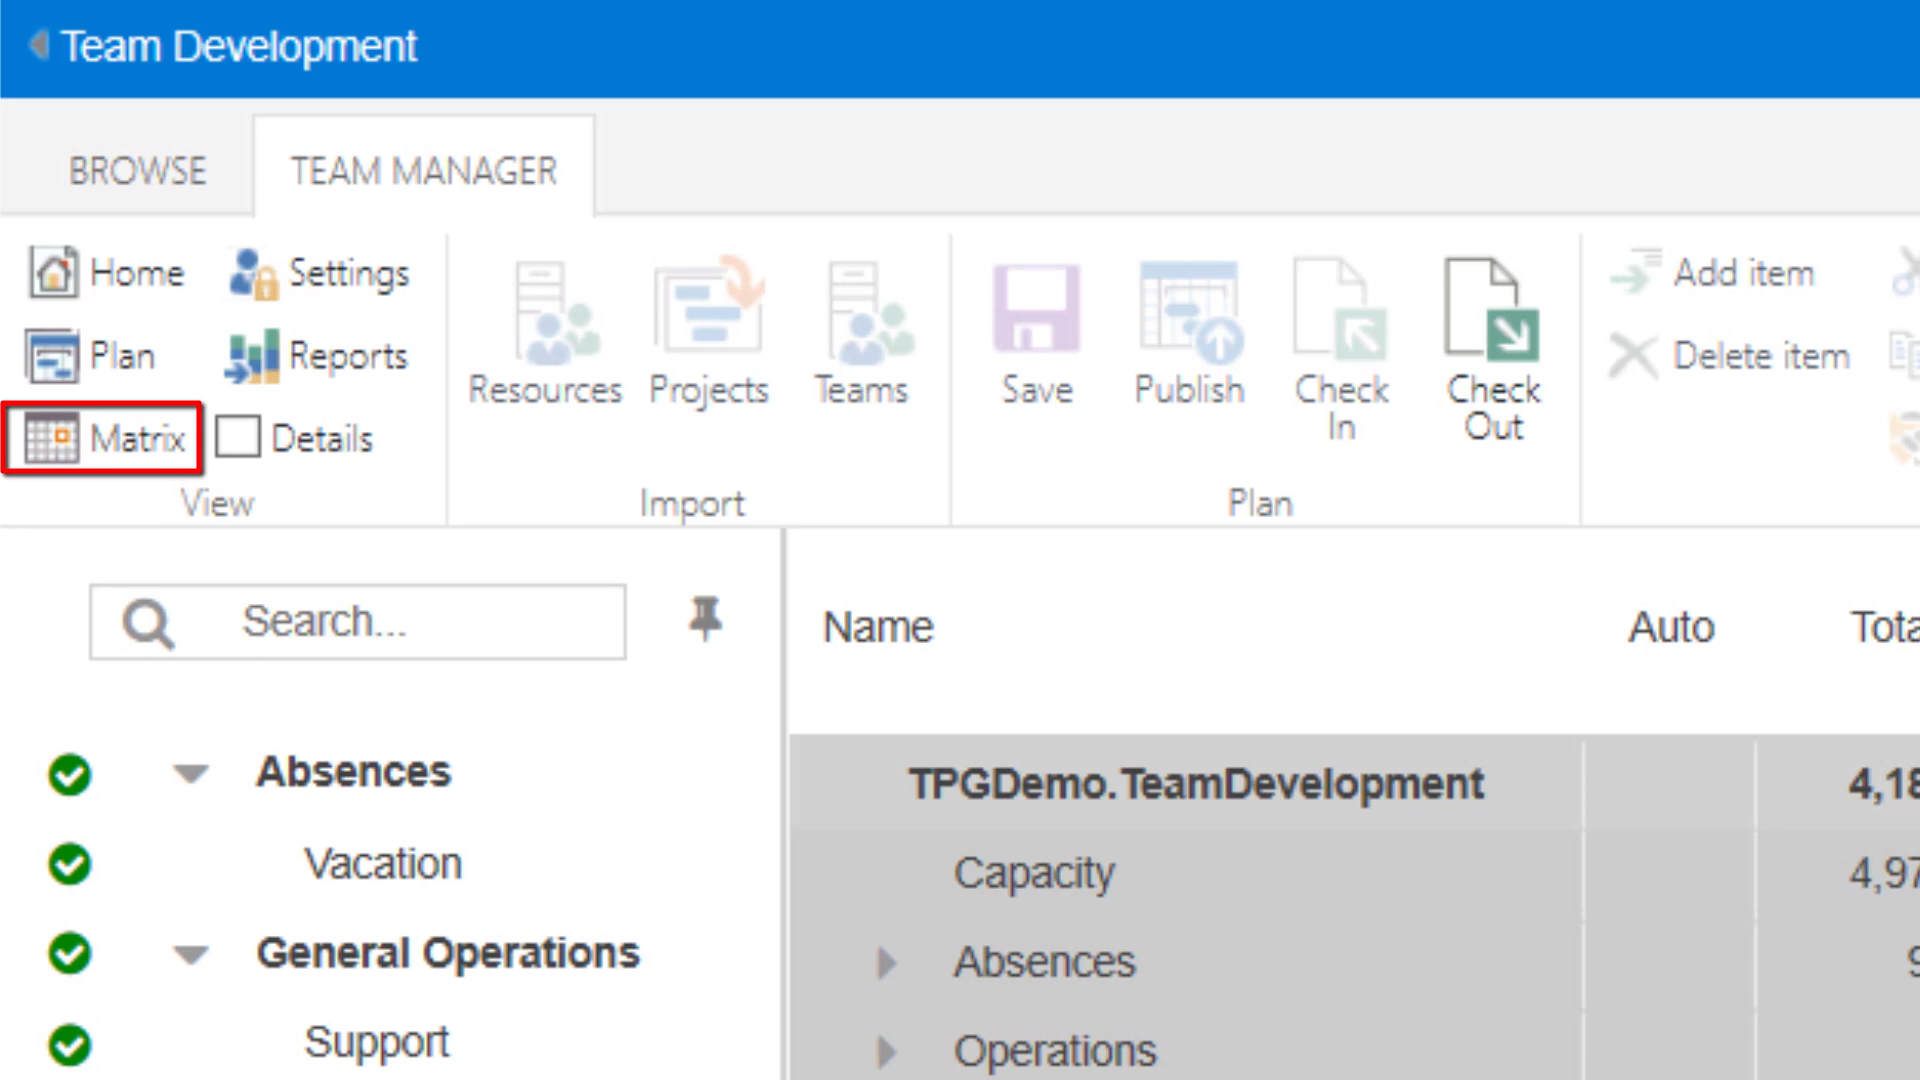 Team Development
BROWSE
TEAM MANAGER
Home
Settings
Plan
Reports
Matrix
Details
View
Resources
Projects
Teams
Import
Save
Publish
Check
In
Check
Out
Plan
Add item
Delete item
Search...
Name
Auto
Absences
Vacation
General Operations
Support
TPGDemo.TeamDevelopment
Capacity
Absences
Operations